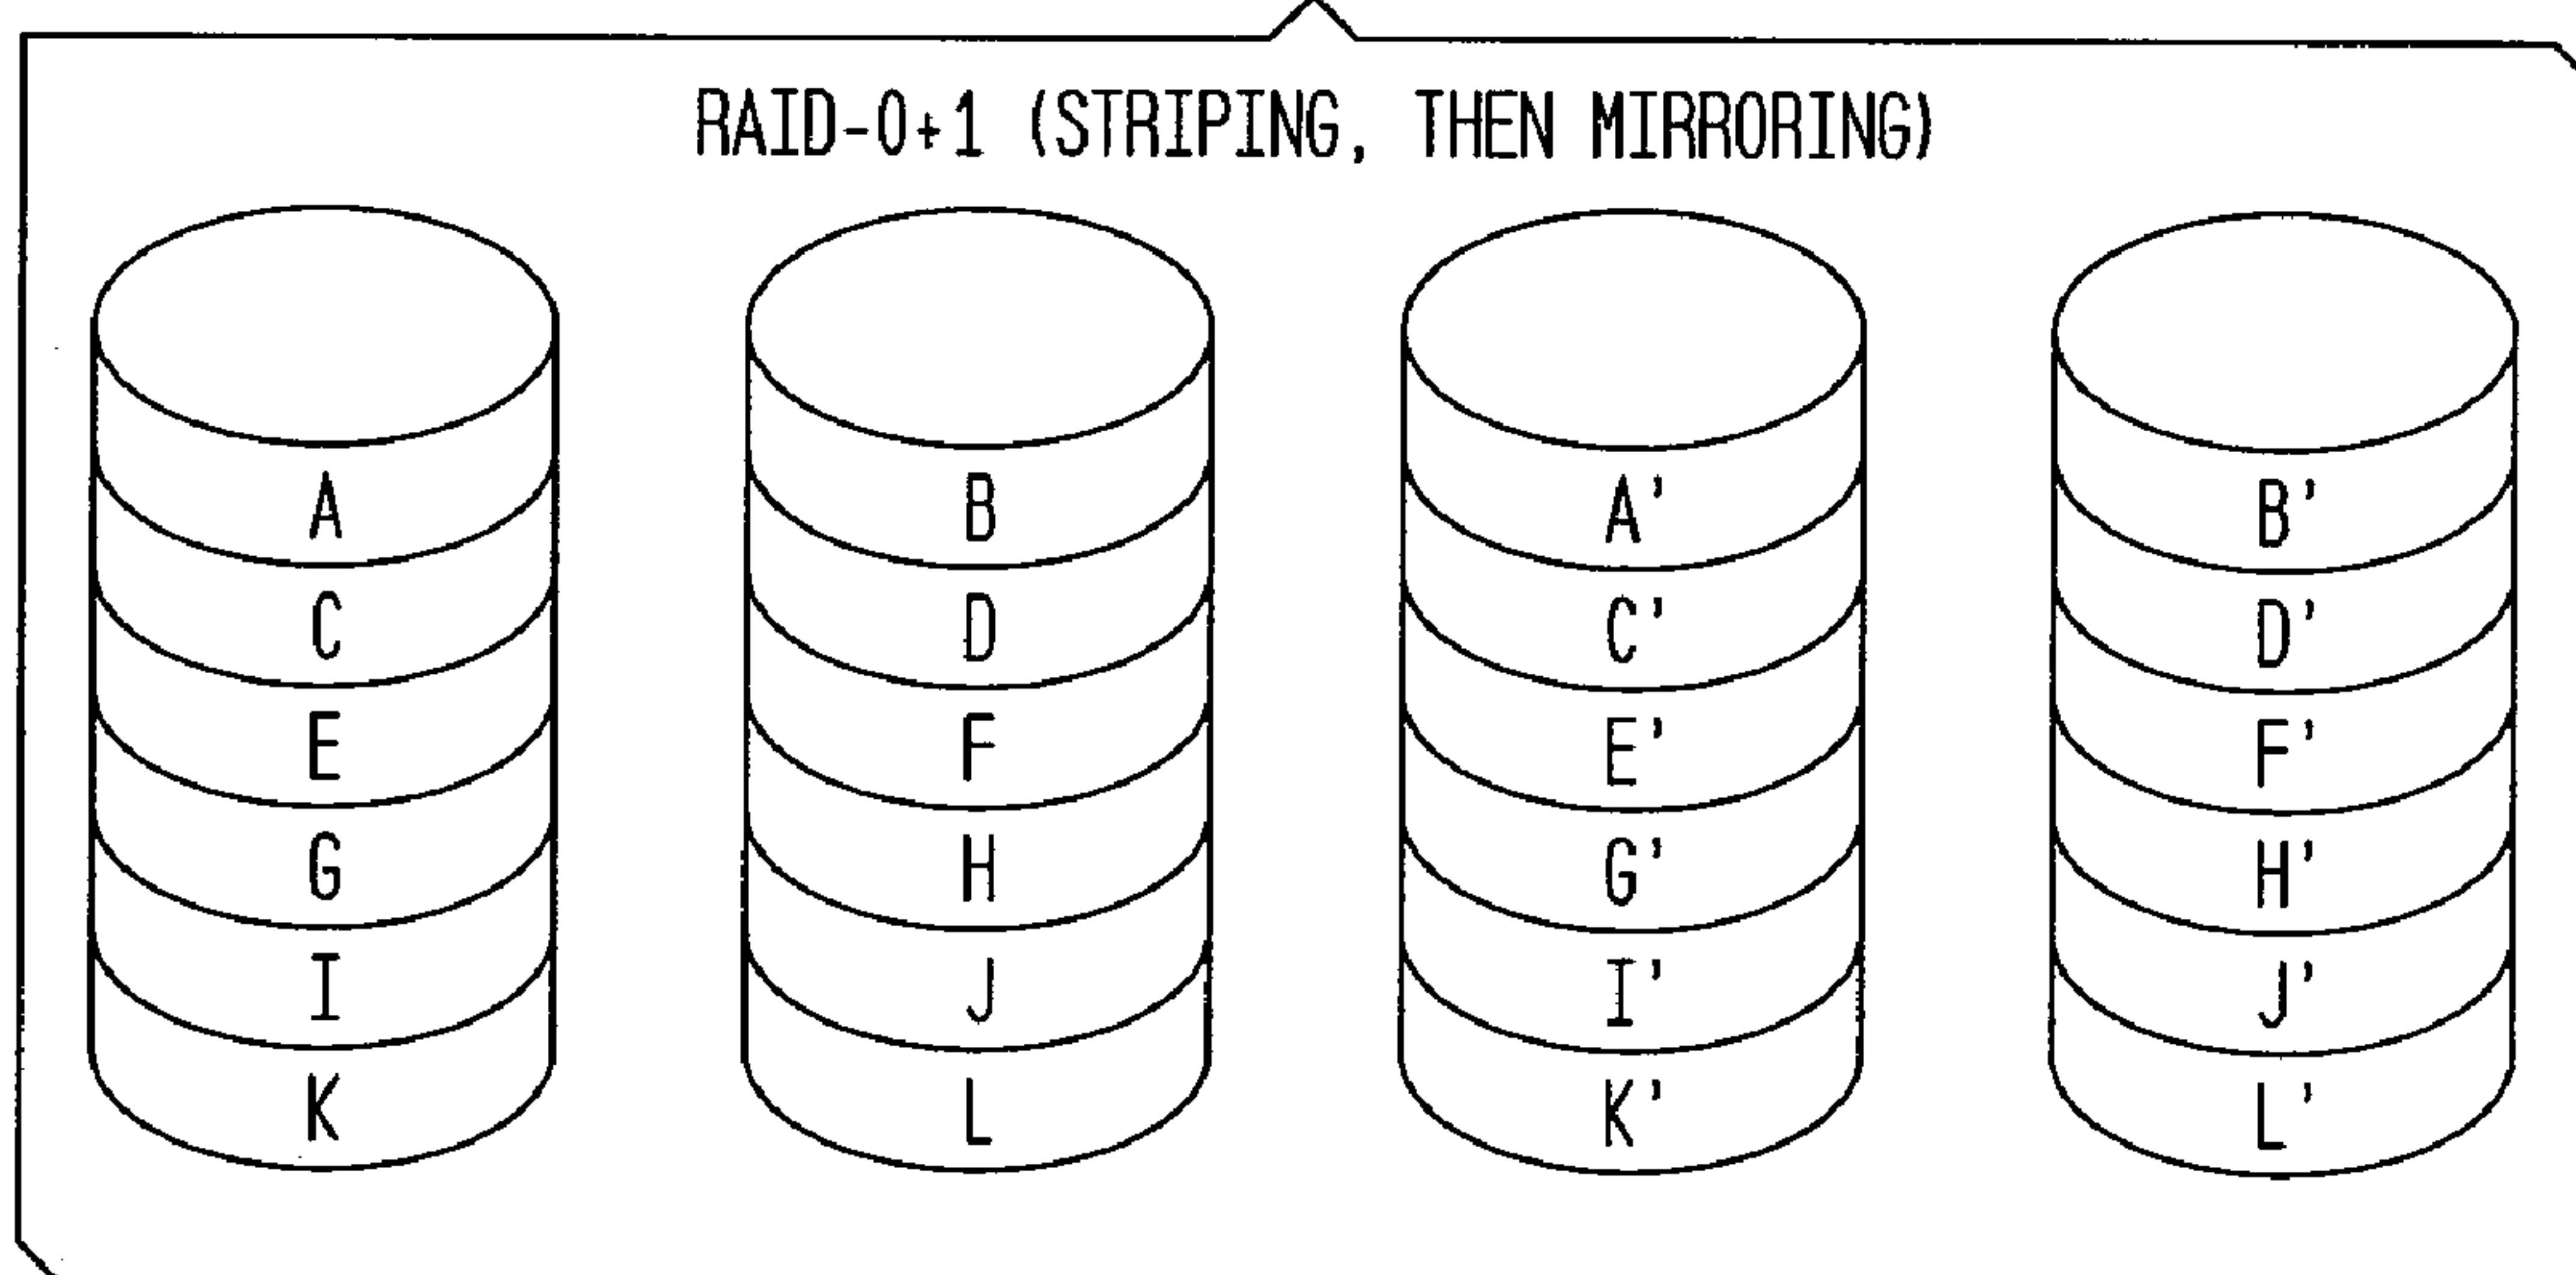 RAID-0+1 (STRIPING, THEN MIRRORING)
A B A' B'
C D C' D'
E F E' F'
G H G' H'
I J I' J'
K L K' L'